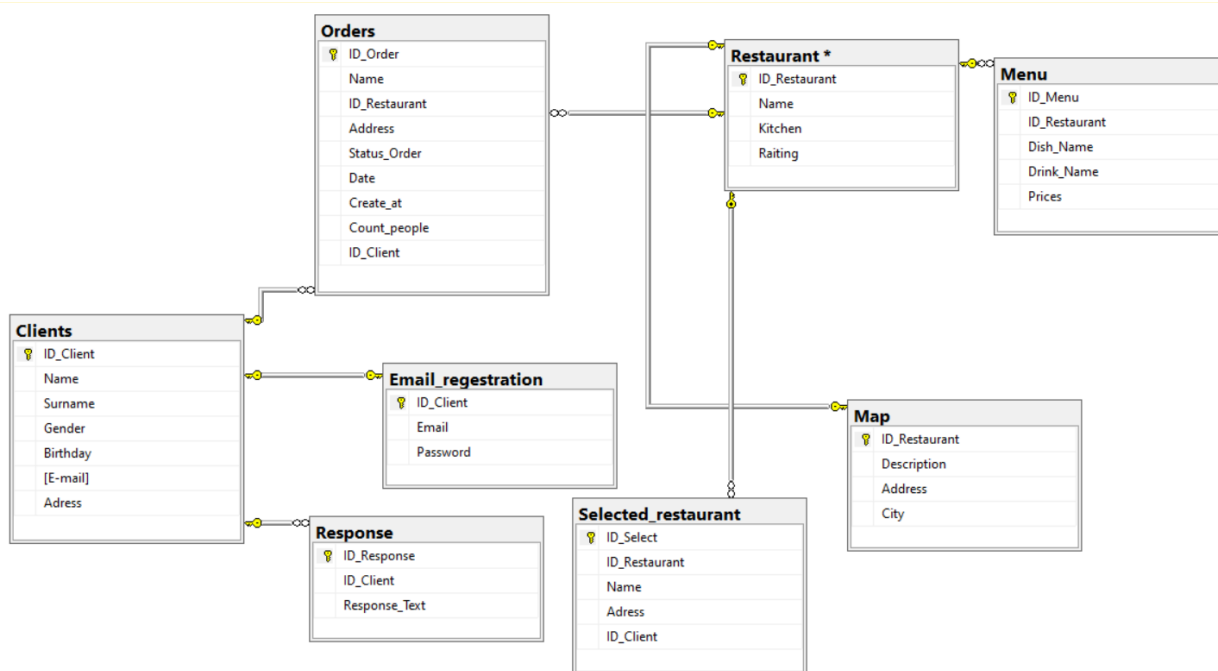 Orders
ID_Order
Name
ID_Restaurant
Address
Status_Order
Date
Create_at
Count_people
ID_Client
Restaurant *
ID_Restaurant
Name
Kitchen
Raiting
Menu
ID_Menu
ID_Restaurant
Dish_Name
Drink_Name
Prices
Clients
ID_Client
Name
Surname
Gender
Birthday
[E-mail]
Adress
Email_regestration
ID_Client
Email
Password
Map
ID_Restaurant
Description
Address
City
Response
ID_Response
ID_Client
Response_Text
Selected_restaurant
ID_Select
ID_Restaurant
Name
Adress
ID_Client